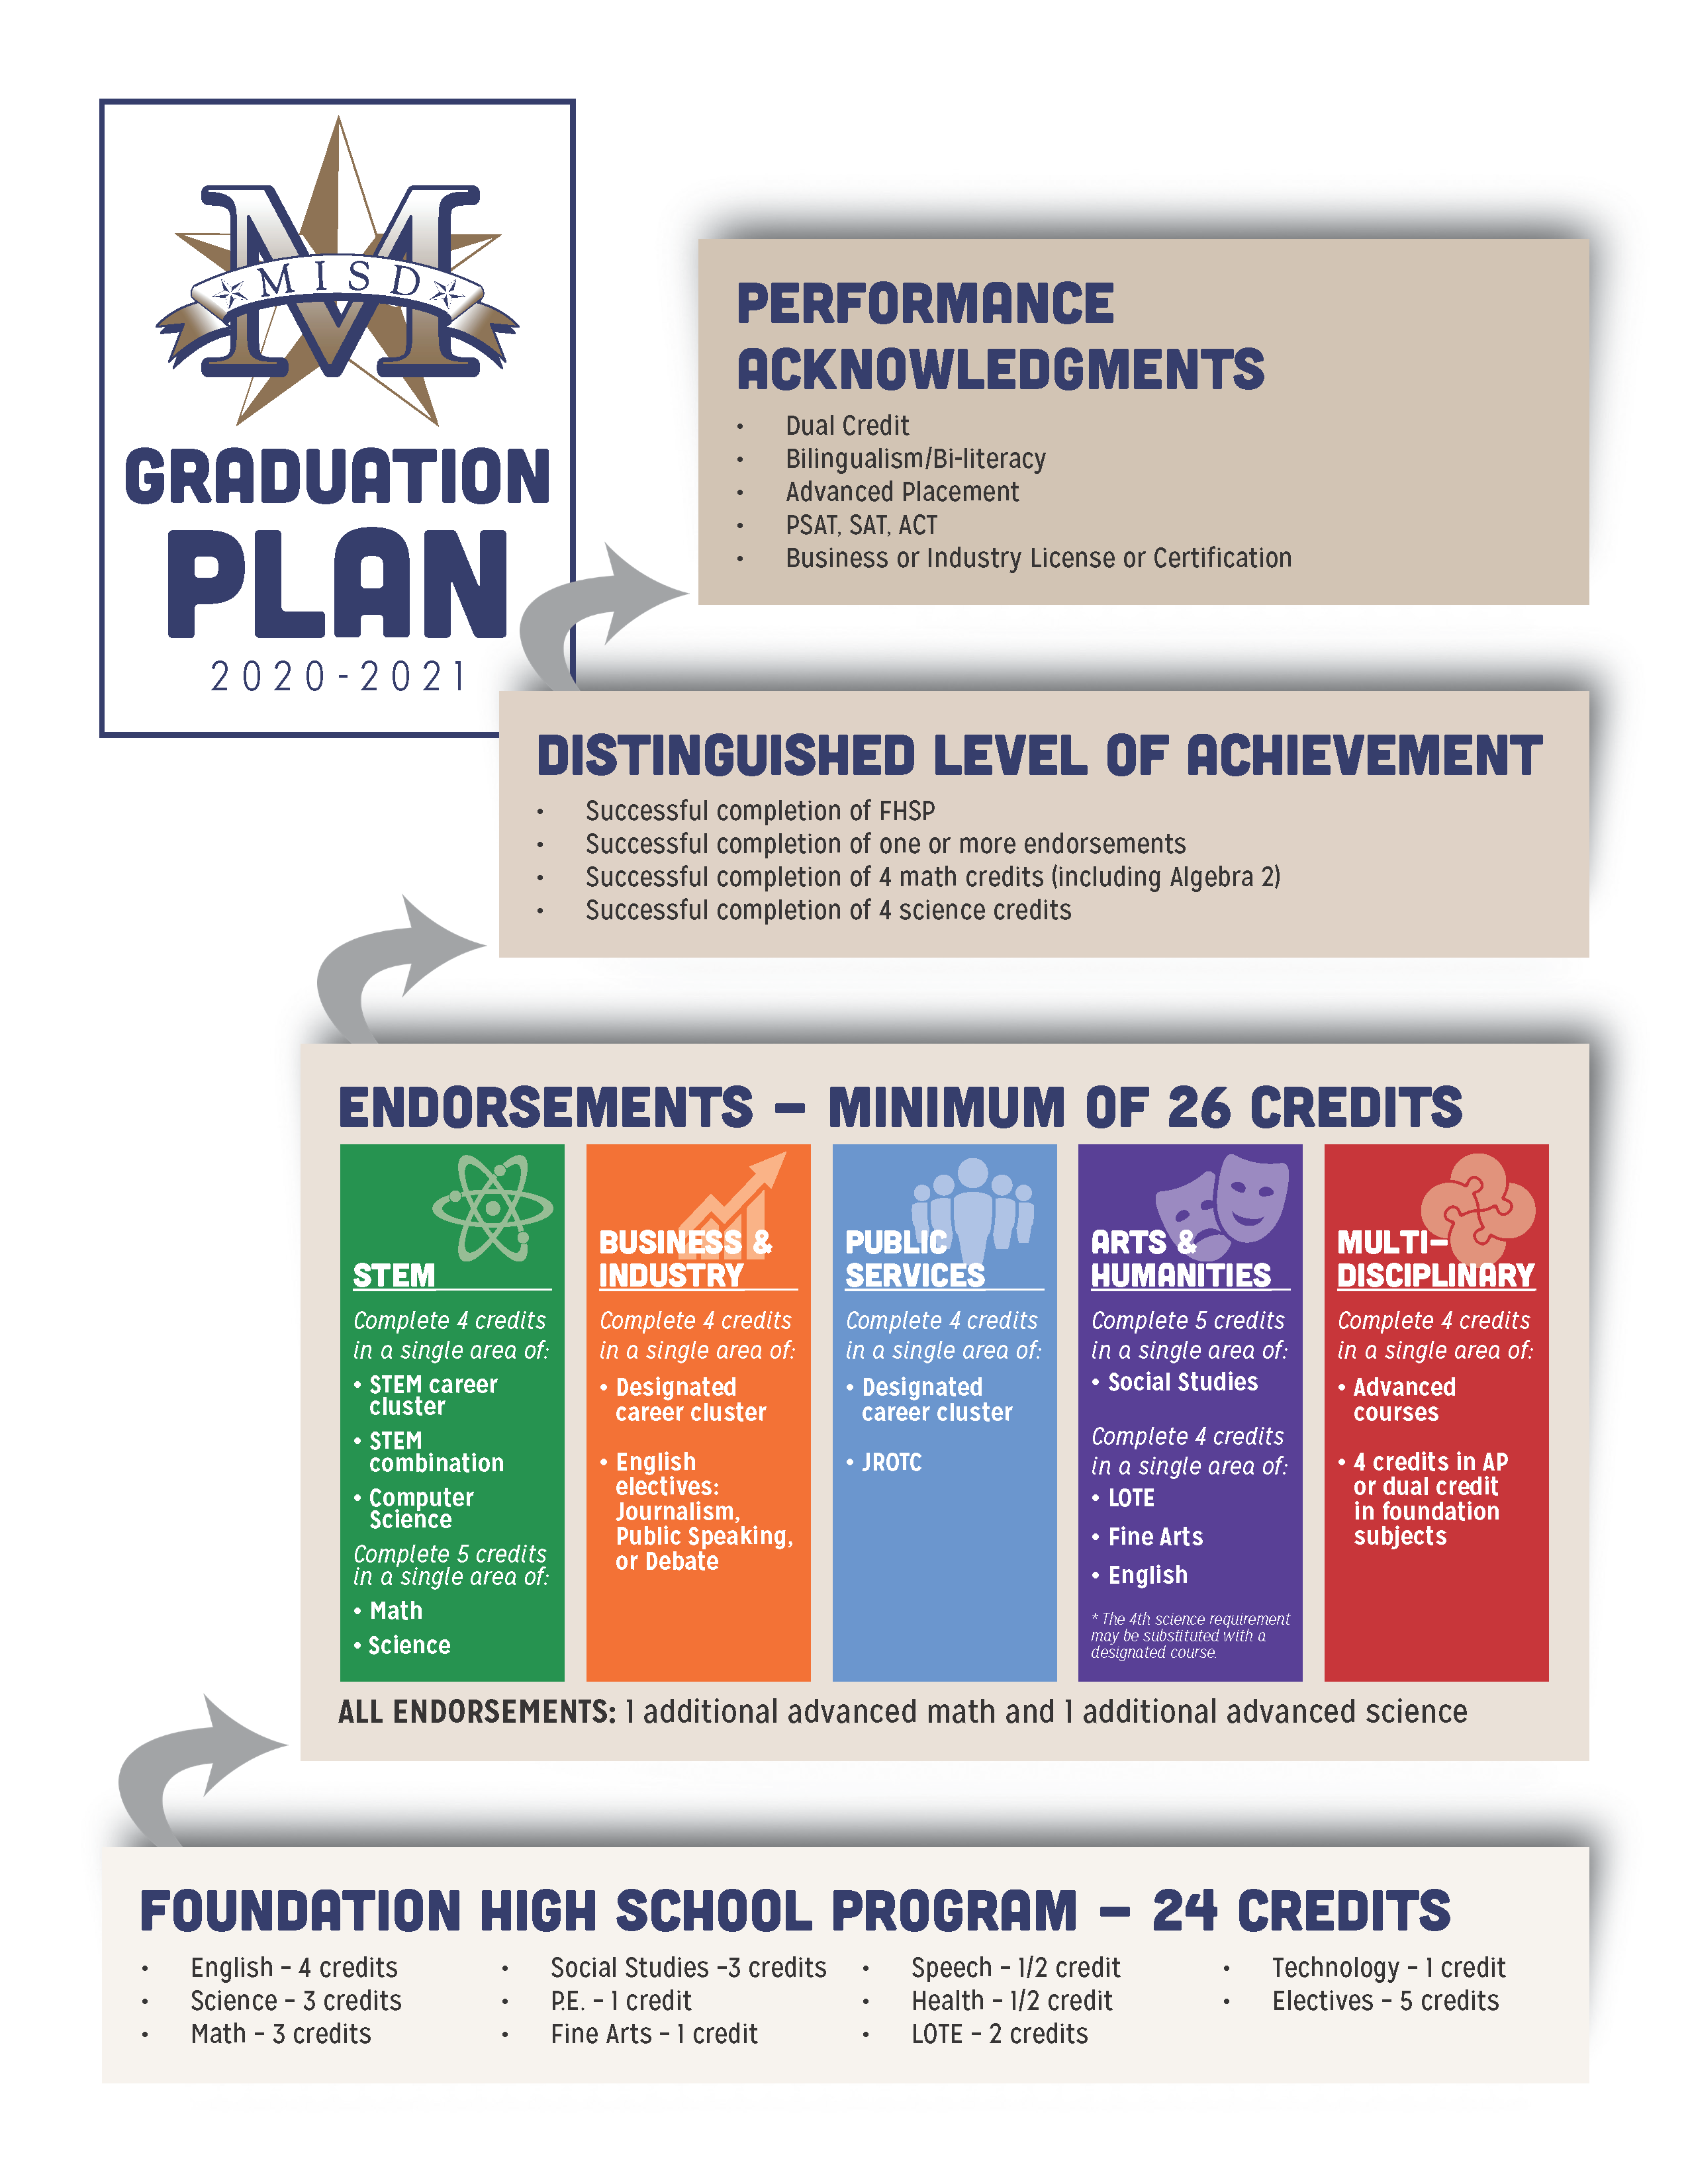 MISD
GRADUATION
PLAN
2020-2021
PERFORMANCE
ACKNOWLEDGMENTS
• Dual Credit
• Bilingualism/Bi-literacy
• Advanced Placement
• PSAT, SAT, ACT
• Business or Industry License or Certification
DISTINGUISHED LEVEL OF ACHIEVEMENT
• Successful completion of FHSP
• Successful completion of one or more endorsements
• Successful completion of 4 math credits (including Algebra 2)
• Successful completion of 4 science credits
ENDORSEMENTS – MINIMUM OF 26 CREDITS
STEM
Complete 4 credits
in a single area of:
• STEM career
cluster
• STEM
combination
• Computer
Science
Complete 5 credits
in a single area of:
• Math
• Science
BUSINESS &
INDUSTRY
Complete 4 credits
in a single area of:
• Designated
career cluster
• English
electives:
Journalism,
Public Speaking,
or Debate
PUBLIC
SERVICES
Complete 4 credits
in a single area of:
• Designated
career cluster
• JROTC
ARTS &
HUMANITIES
Complete 5 credits
in a single area of:
• Social Studies
Complete 4 credits
in a single area of:
• LOTE
• Fine Arts
• English
* The 4th science requirement
may be substituted with a
designated course.
MULTI-
DISCIPLINARY
Complete 4 credits
in a single area of:
• Advanced
courses
• 4 credits in AP
or dual credit
in foundation
subjects
ALL ENDORSEMENTS: 1 additional advanced math and 1 additional advanced science
FOUNDATION HIGH SCHOOL PROGRAM – 24 CREDITS
• English – 4 credits
• Science – 3 credits
• Math – 3 credits
• Social Studies –3 credits
• P.E. – 1 credit
• Fine Arts – 1 credit
• Speech – 1/2 credit
• Health – 1/2 credit
• LOTE – 2 credits
• Technology – 1 credit
• Electives – 5 credits